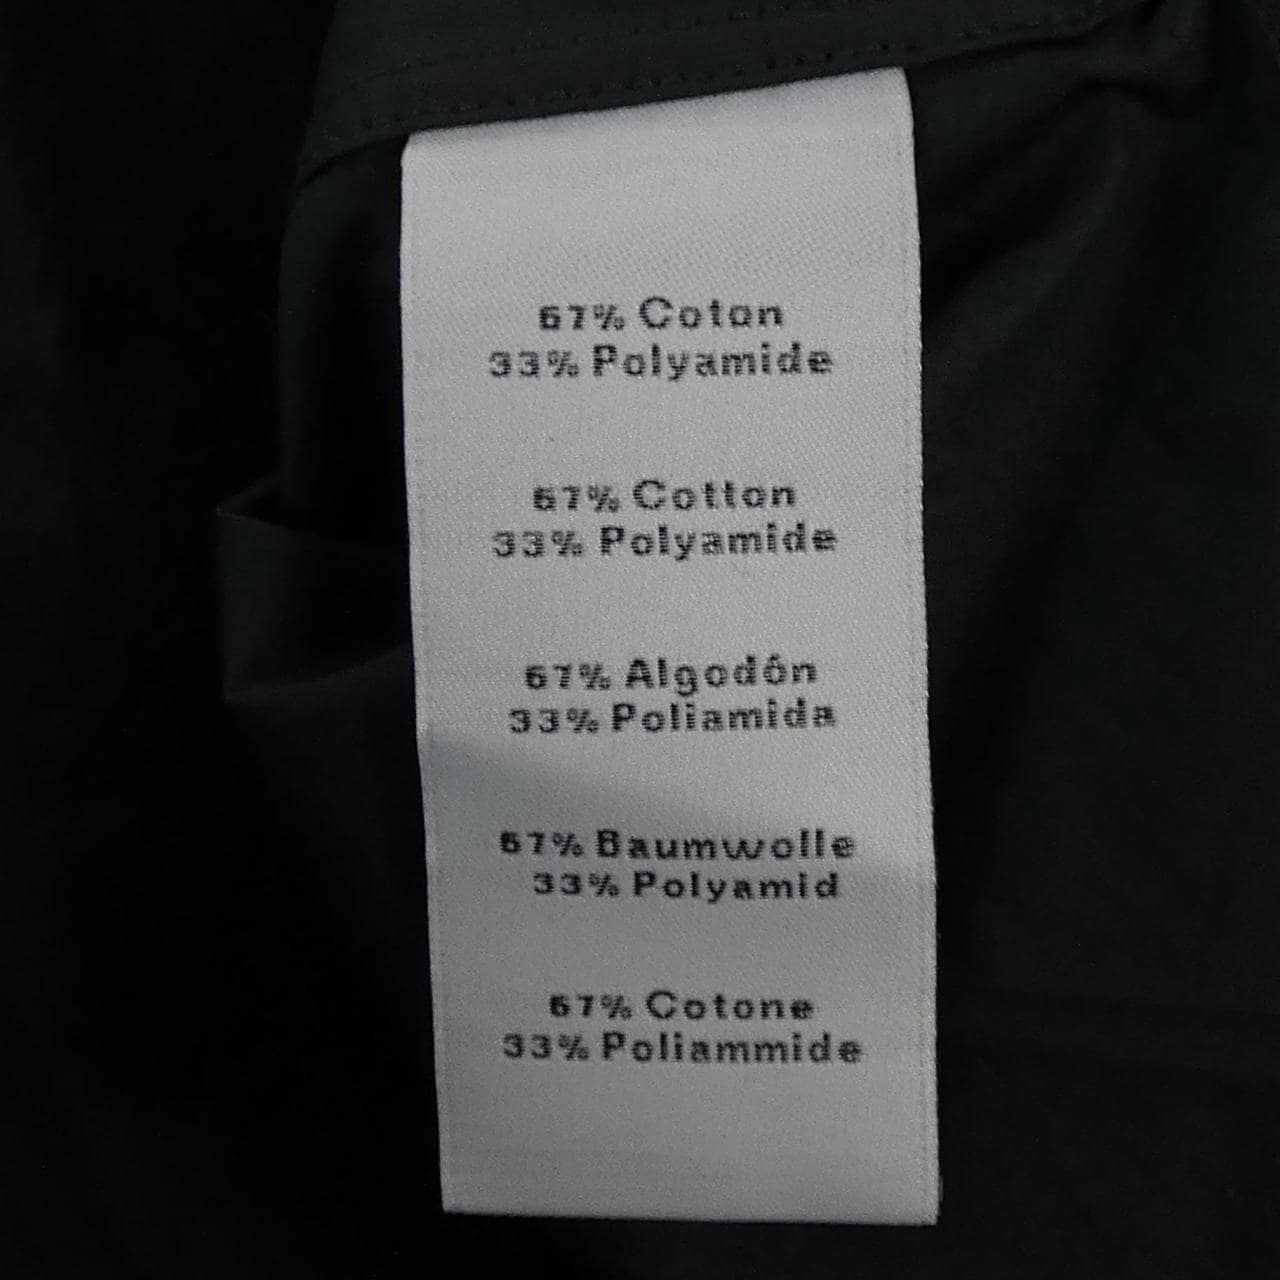 67% Coton
33% Polyamide
67% Cotton
33% Polyamide
67% Algodón
33% Poliamida
67% Baumwolle
33% Polyamid
67% Cotone
33% Poliammide